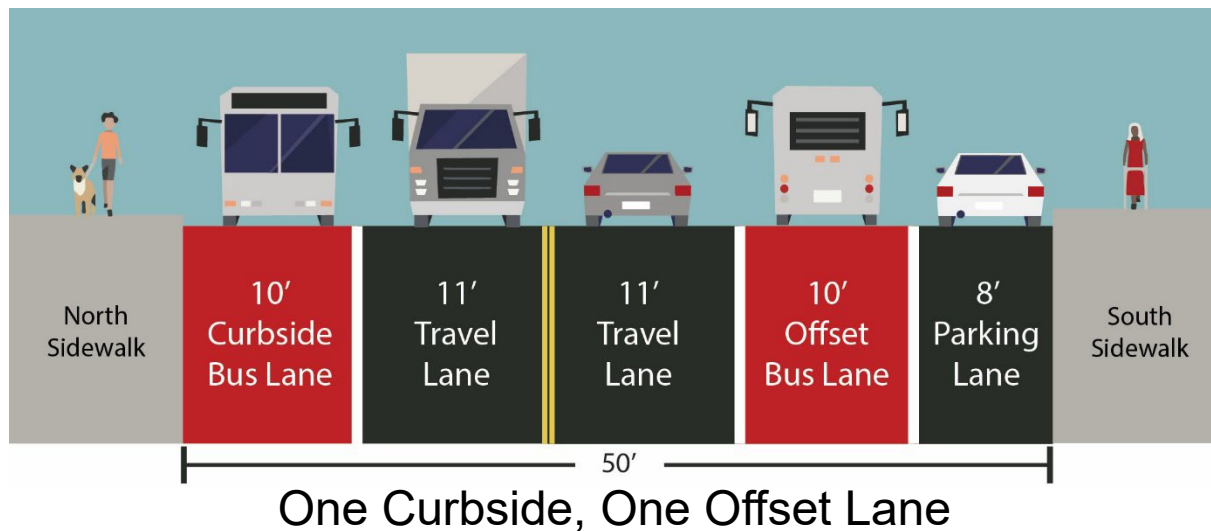 North
Sidewalk
10'
Curbside
Bus Lane
11'
Travel
Lane
11'
Travel
Lane
10'
Offset
Bus Lane
8'
Parking
Lane
South
Sidewalk
50'
One Curbside, One Offset Lane